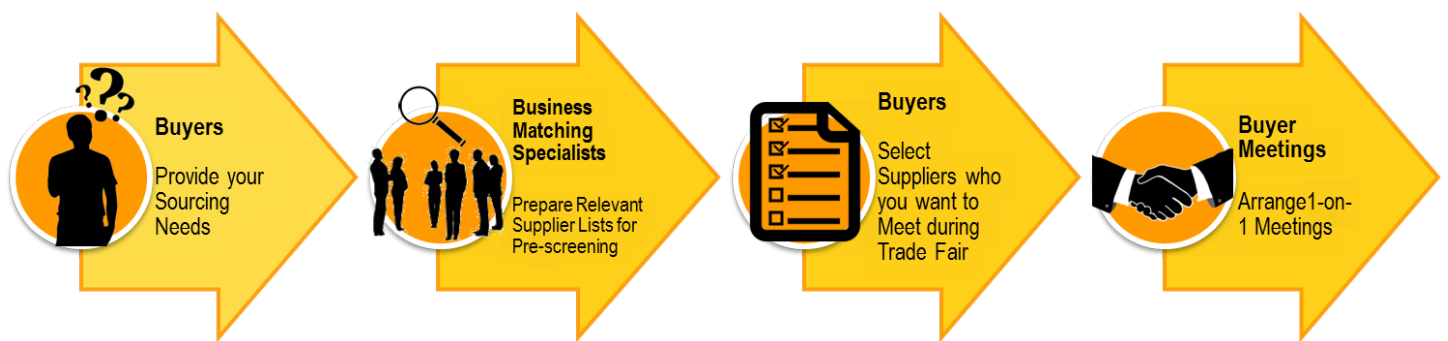 Buyers
Provide your
Sourcing
Needs
Business
Matching
Specialists
Prepare Relevant
Supplier Lists for
Pre-screening
Buyers
Select
Suppliers who
you want to
Meet during
Trade Fair
Buyer
Meetings
Arrange1-on-
1 Meetings